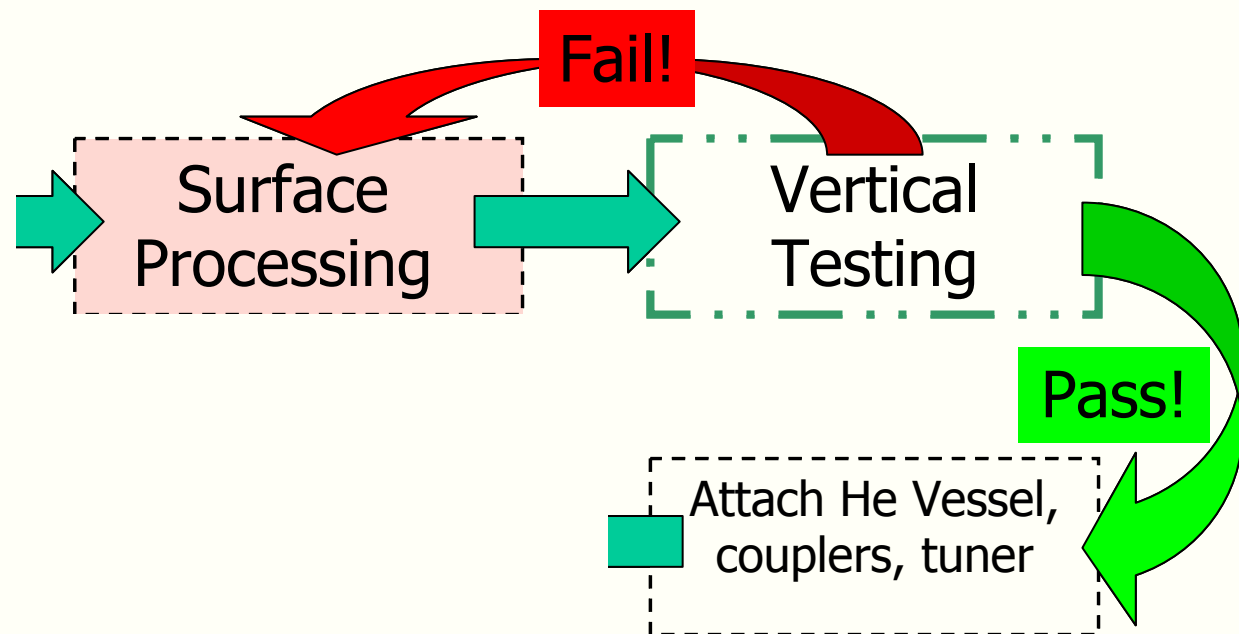 Fail!
Surface
Processing
Vertical
Testing
Pass!
Attach He Vessel,
couplers, tuner